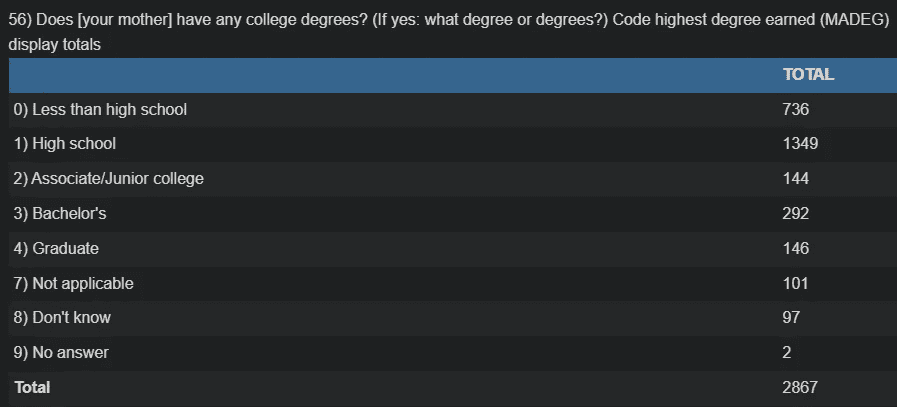 56) Does [your mother] have any college degrees? (If yes: what degree or degrees?) Code highest degree earned (MADEG)
display totals
TOTAL
0) Less than high school 736
1) High school 1349
2) Associate/Junior college 144
3) Bachelor's 292
4) Graduate 146
7) Not applicable 101
8) Don't know 97
9) No answer 2
Total 2867